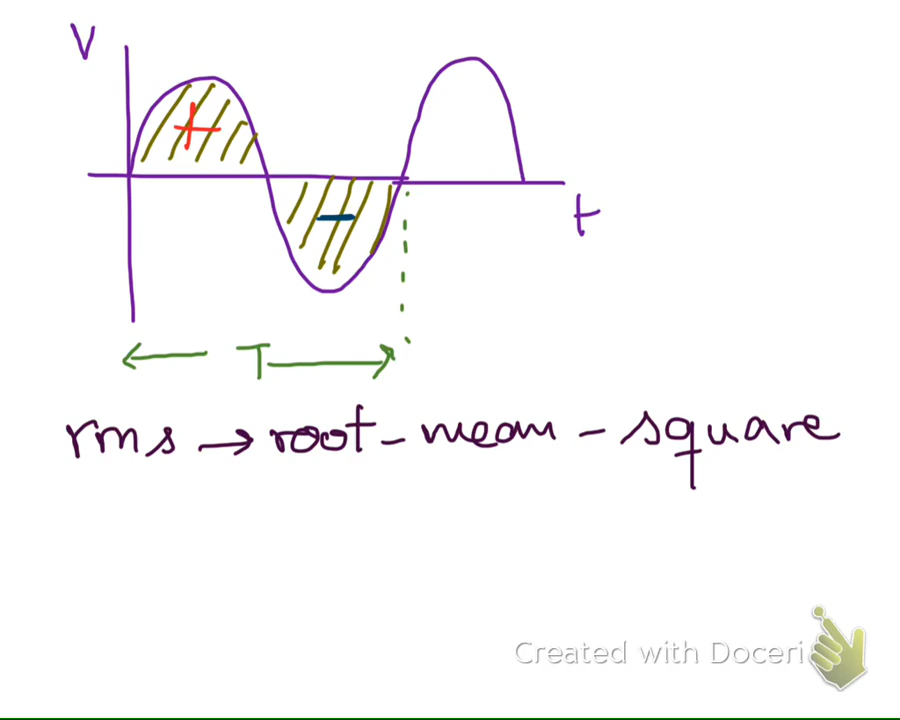 V
+
−
t
T
rms → root - mean - square
Created with Doceri